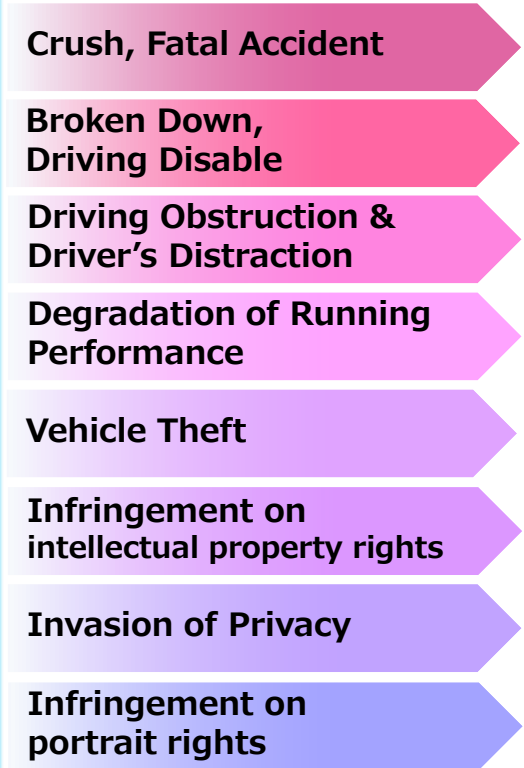 Crush, Fatal Accident
Broken Down,
Driving Disable
Driving Obstruction &
Driver’s Distraction
Degradation of Running
Performance
Vehicle Theft
Infringement on
intellectual property rights
Invasion of Privacy
Infringement on
portrait rights